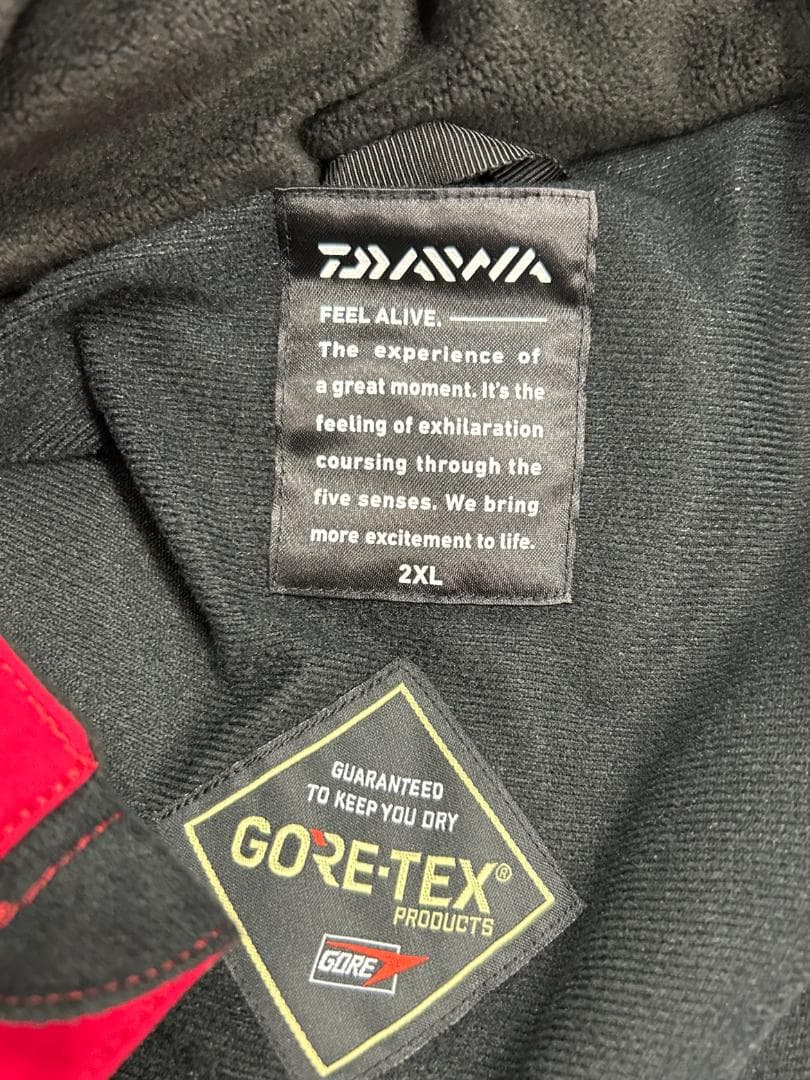 DAIWA
FEEL ALIVE.
The experience of
a great moment. It's the
feeling of exhilaration
coursing through the
five senses. We bring
more excitement to life.
2XL
GUARANTEED
TO KEEP YOU DRY
GORE-TEX®
PRODUCTS
GORE